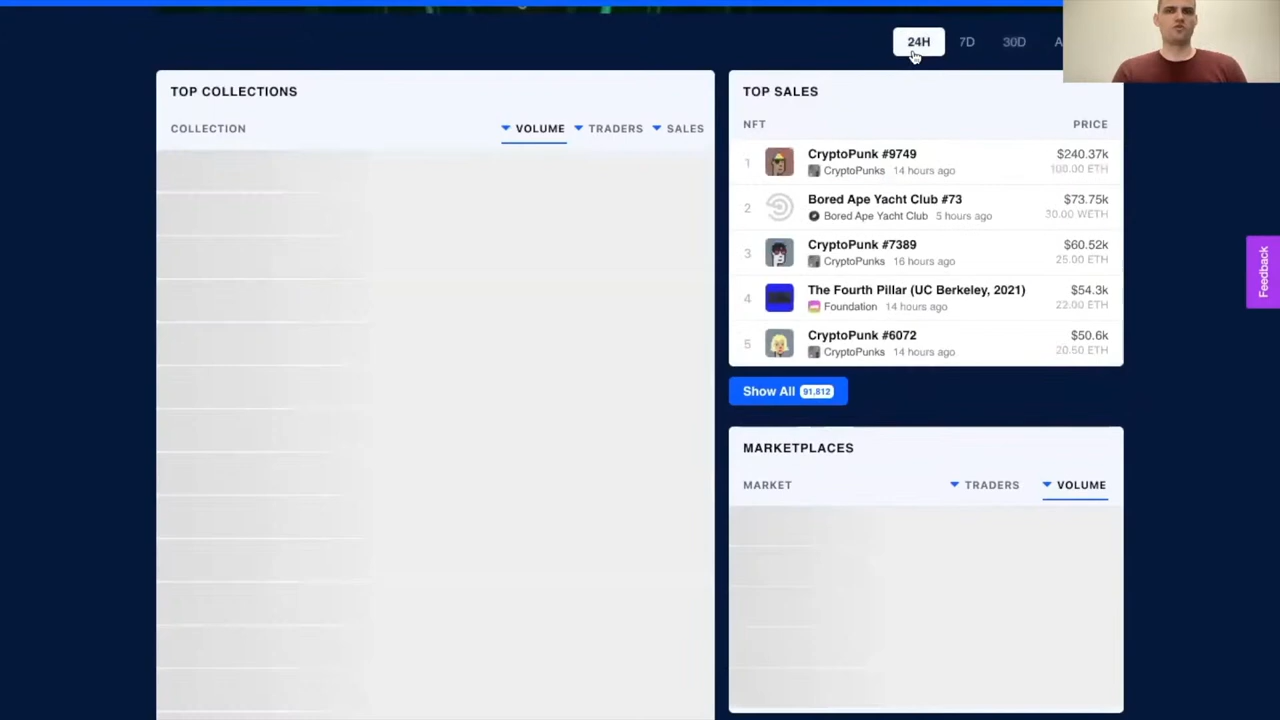 24H 7D 30D A
TOP COLLECTIONS
COLLECTION VOLUME TRADERS SALES
TOP SALES
NFT PRICE
1 CryptoPunk #9749 $240.37k
CryptoPunks 14 hours ago 100.00 ETH
2 Bored Ape Yacht Club #73 $73.75k
Bored Ape Yacht Club 5 hours ago 30.00 WETH
3 CryptoPunk #7389 $60.52k
CryptoPunks 16 hours ago 25.00 ETH
4 The Fourth Pillar (UC Berkeley, 2021) $54.3k
Foundation 14 hours ago 22.00 ETH
5 CryptoPunk #6072 $50.6k
CryptoPunks 14 hours ago 20.50 ETH
Show All 91,812
MARKETPLACES
MARKET TRADERS VOLUME
Feedback